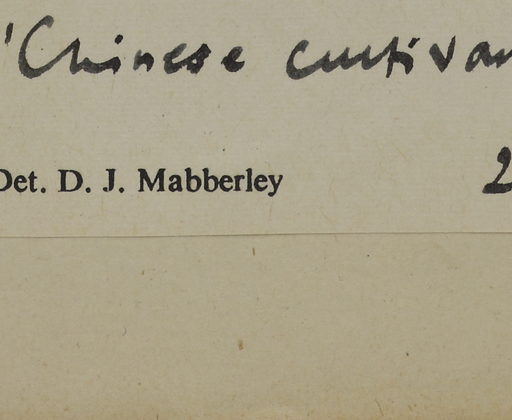 'Chinese cultivar
Det. D. J. Mabberley 2